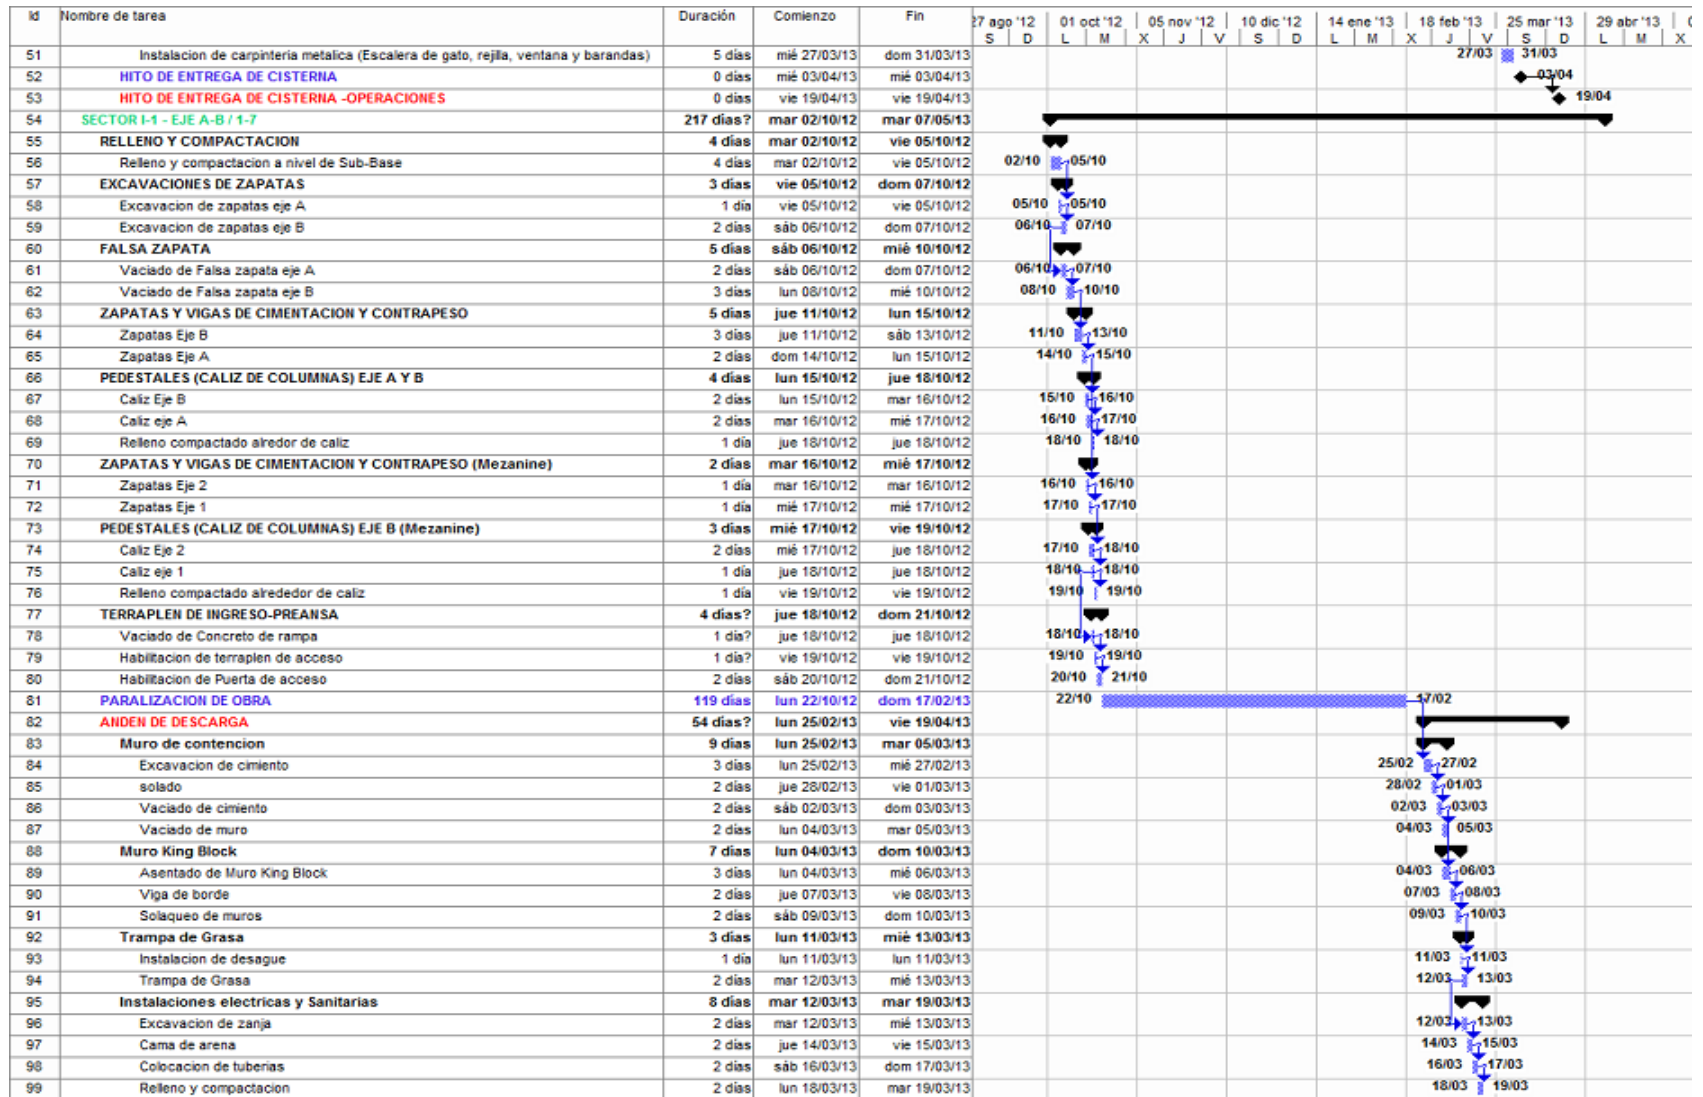 Id Nombre de tarea Duración Comienzo Fin 27 ago '12 01 oct '12 05 nov '12 10 dic '12 14 ene '13 18 feb '13 25 mar '13 29 abr '13 0
S D L M X J V S D L M X J V S D L M X
51 Instalacion de carpinteria metalica (Escalera de gato, rejilla, ventana y barandas) 5 días mié 27/03/13 dom 31/03/13 27/03 31/03
52 HITO DE ENTREGA DE CISTERNA 0 días mié 03/04/13 mié 03/04/13 03/04
53 HITO DE ENTREGA DE CISTERNA -OPERACIONES 0 días vie 19/04/13 vie 19/04/13 19/04
54 SECTOR I-1 - EJE A-B / 1-7 217 días? mar 02/10/12 mar 07/05/13
55 RELLENO Y COMPACTACION 4 días mar 02/10/12 vie 05/10/12
56 Relleno y compactacion a nivel de Sub-Base 4 días mar 02/10/12 vie 05/10/12 02/10 05/10
57 EXCAVACIONES DE ZAPATAS 3 días vie 05/10/12 dom 07/10/12
58 Excavacion de zapatas eje A 1 día vie 05/10/12 vie 05/10/12 05/10 05/10
59 Excavacion de zapatas eje B 2 días sáb 06/10/12 dom 07/10/12 06/10 07/10
60 FALSA ZAPATA 5 días sáb 06/10/12 mié 10/10/12
61 Vaciado de Falsa zapata eje A 2 días sáb 06/10/12 dom 07/10/12 06/10 07/10
62 Vaciado de Falsa zapata eje B 3 días lun 08/10/12 mié 10/10/12 08/10 10/10
63 ZAPATAS Y VIGAS DE CIMENTACION Y CONTRAPESO 5 días jue 11/10/12 lun 15/10/12
64 Zapatas Eje B 3 días jue 11/10/12 sáb 13/10/12 11/10 13/10
65 Zapatas Eje A 2 días dom 14/10/12 lun 15/10/12 14/10 15/10
66 PEDESTALES (CALIZ DE COLUMNAS) EJE A Y B 4 días lun 15/10/12 jue 18/10/12
67 Caliz Eje B 2 días lun 15/10/12 mar 16/10/12 15/10 16/10
68 Caliz eje A 2 días mar 16/10/12 mié 17/10/12 16/10 17/10
69 Relleno compactado alredor de caliz 1 día jue 18/10/12 jue 18/10/12 18/10 18/10
70 ZAPATAS Y VIGAS DE CIMENTACION Y CONTRAPESO (Mezanine) 2 días mar 16/10/12 mié 17/10/12
71 Zapatas Eje 2 1 día mar 16/10/12 mar 16/10/12 16/10 16/10
72 Zapatas Eje 1 1 día mié 17/10/12 mié 17/10/12 17/10 17/10
73 PEDESTALES (CALIZ DE COLUMNAS) EJE B (Mezanine) 3 días mié 17/10/12 vie 19/10/12
74 Caliz Eje 2 2 días mié 17/10/12 jue 18/10/12 17/10 18/10
75 Caliz eje 1 1 día jue 18/10/12 jue 18/10/12 18/10 18/10
76 Relleno compactado alrededor de caliz 1 día vie 19/10/12 vie 19/10/12 19/10 19/10
77 TERRAPLEN DE INGRESO-PREANSA 4 días? jue 18/10/12 dom 21/10/12
78 Vaciado de Concreto de rampa 1 día? jue 18/10/12 jue 18/10/12 18/10 18/10
79 Habilitacion de terraplen de acceso 1 día? vie 19/10/12 vie 19/10/12 19/10 19/10
80 Habilitacion de Puerta de acceso 2 días sáb 20/10/12 dom 21/10/12 20/10 21/10
81 PARALIZACION DE OBRA 119 días lun 22/10/12 dom 17/02/13 22/10 17/02
82 ANDEN DE DESCARGA 54 días? lun 25/02/13 vie 19/04/13
83 Muro de contencion 9 días lun 25/02/13 mar 05/03/13
84 Excavacion de cimiento 3 días lun 25/02/13 mié 27/02/13 25/02 27/02
85 solado 2 días jue 28/02/13 vie 01/03/13 28/02 01/03
86 Vaciado de cimiento 2 días sáb 02/03/13 dom 03/03/13 02/03 03/03
87 Vaciado de muro 2 días lun 04/03/13 mar 05/03/13 04/03 05/03
88 Muro King Block 7 días lun 04/03/13 dom 10/03/13
89 Asentado de Muro King Block 3 días lun 04/03/13 mié 06/03/13 04/03 06/03
90 Viga de borde 2 días jue 07/03/13 vie 08/03/13 07/03 08/03
91 Solaqueo de muros 2 días sáb 09/03/13 dom 10/03/13 09/03 10/03
92 Trampa de Grasa 3 días lun 11/03/13 mié 13/03/13
93 Instalacion de desague 1 día lun 11/03/13 lun 11/03/13 11/03 11/03
94 Trampa de Grasa 2 días mar 12/03/13 mié 13/03/13 12/03 13/03
95 Instalaciones electricas y Sanitarias 8 días mar 12/03/13 mar 19/03/13
96 Excavacion de zanja 2 días mar 12/03/13 mié 13/03/13 12/03 13/03
97 Cama de arena 2 días jue 14/03/13 vie 15/03/13 14/03 15/03
98 Colocacion de tuberias 2 días sáb 16/03/13 dom 17/03/13 16/03 17/03
99 Relleno y compactacion 2 días lun 18/03/13 mar 19/03/13 18/03 19/03